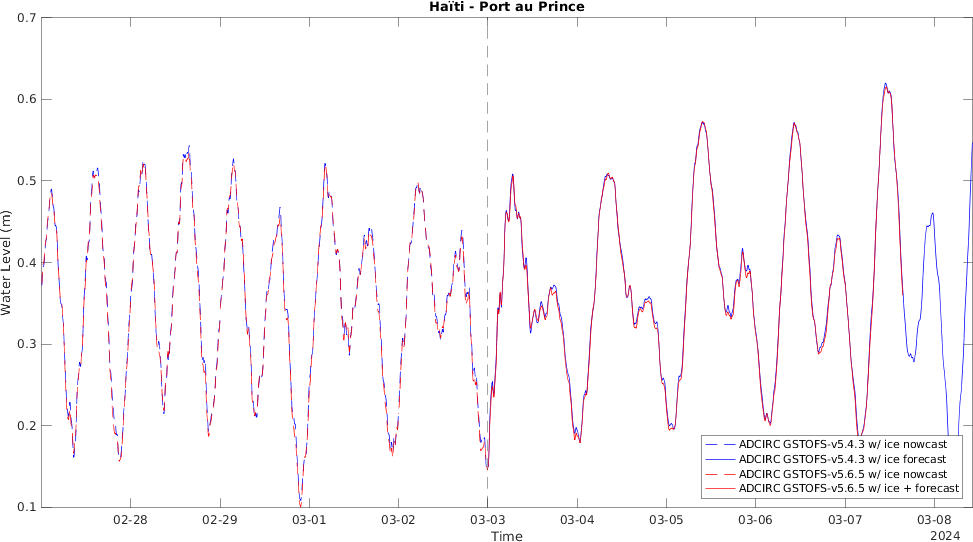 Haïti - Port au Prince
Water Level (m)
0.7
0.6
0.5
0.4
0.3
0.2
0.1
ADCIRC GSTOFS-v5.4.3 w/ ice nowcast
ADCIRC GSTOFS-v5.4.3 w/ ice forecast
ADCIRC GSTOFS-v5.6.5 w/ ice nowcast
ADCIRC GSTOFS-v5.6.5 w/ ice + forecast
02-28 02-29 03-01 03-02 03-03 03-04 03-05 03-06 03-07 03-08
Time
2024